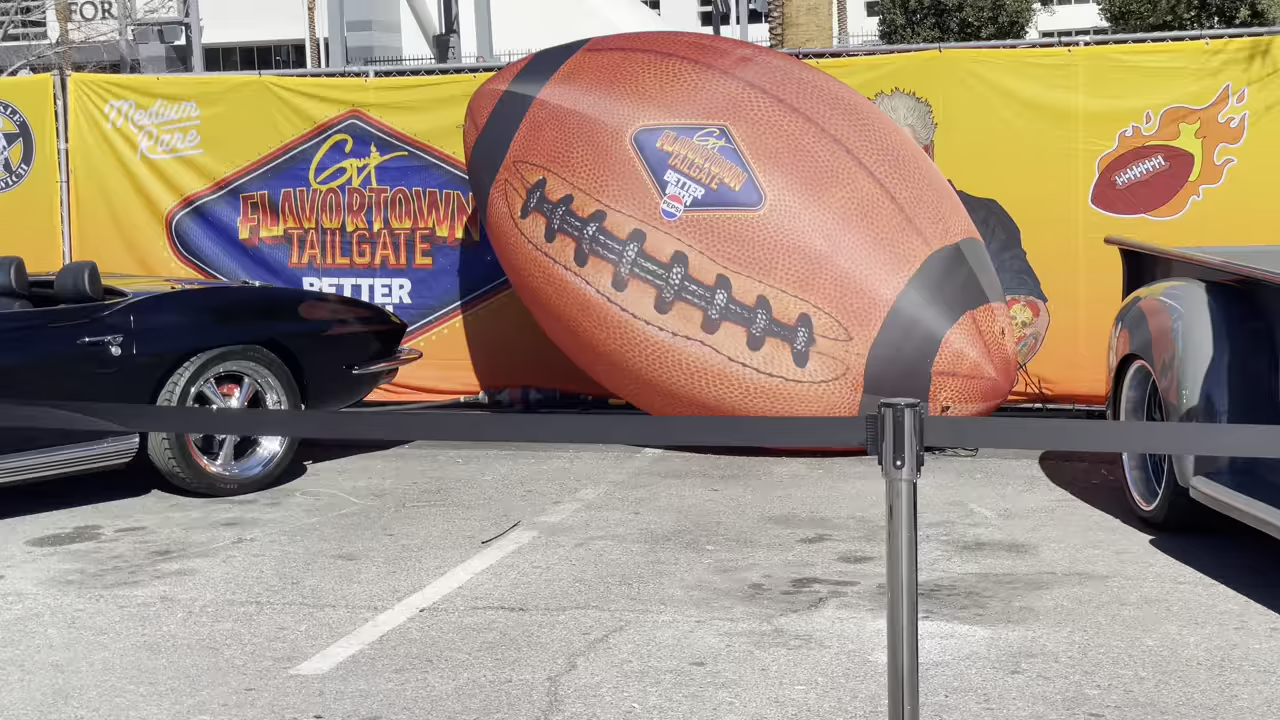 FOR
Medium
Rare
Guy's
FLAVORTOWN
TAILGATE
BETTER
Guy's
FLAVORTOWN
TAILGATE
BETTER
WITH
PEPSI